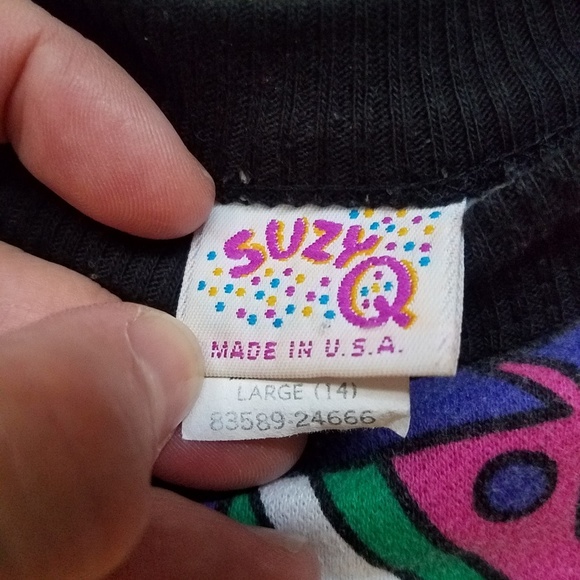 SUZY
Q
MADE IN U.S.A.
LARGE (14)
83589-24666